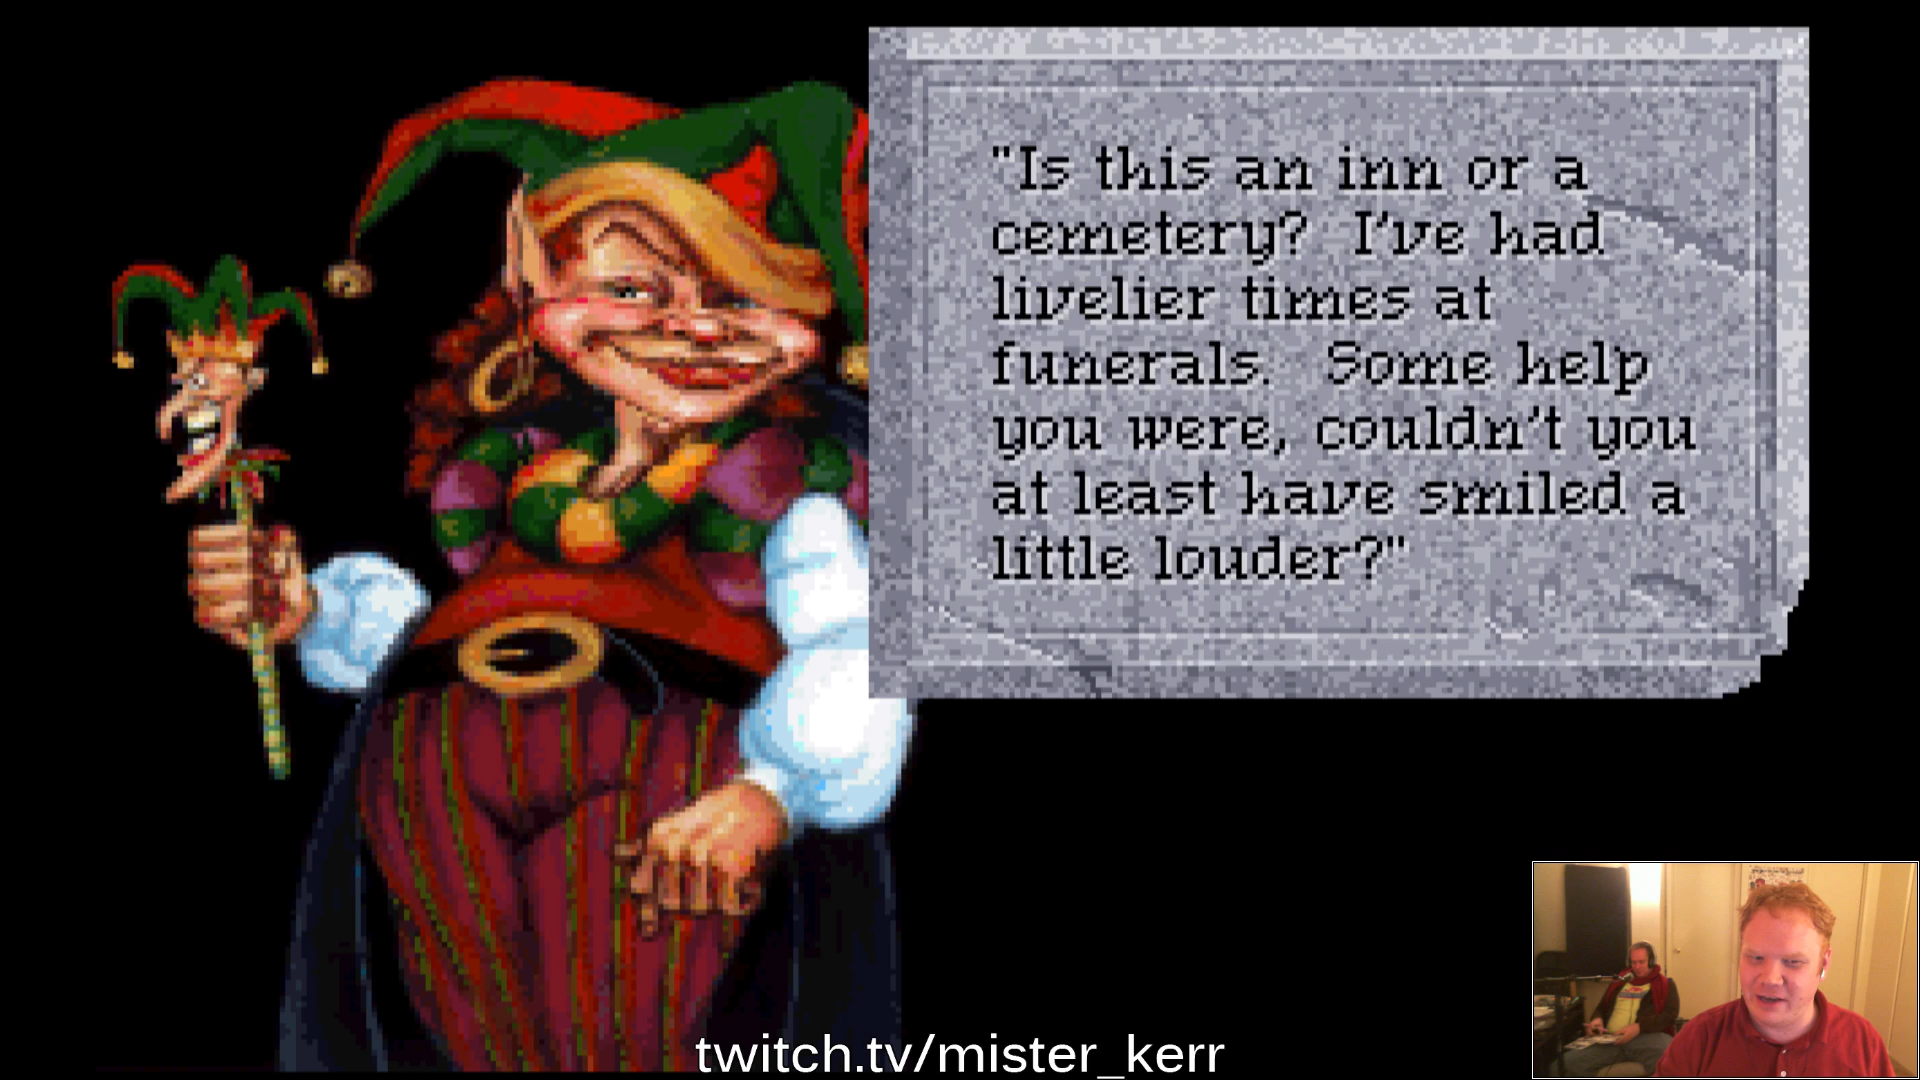 "Is this an inn or a
cemetery? I've had
livelier times at
funerals. Some help
you were, couldn't you
at least have smiled a
little louder?"
twitch.tv/mister_kerr